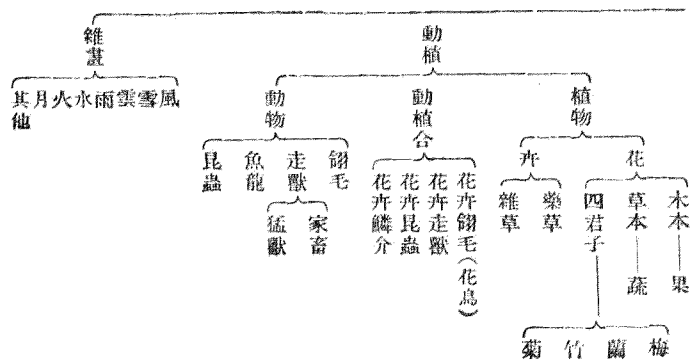 動植
植物
花
木本
果
草本
蔬
四君子
梅
蘭
竹
菊
卉
藥草
雜草
動植合
花卉翎毛(花鳥)
花卉走獸
花卉昆蟲
花卉鱗介
動物
翎毛
走獸
家畜
猛獸
魚龍
昆蟲
雜畫
風
雪
雲
雨
水
火
月
其他